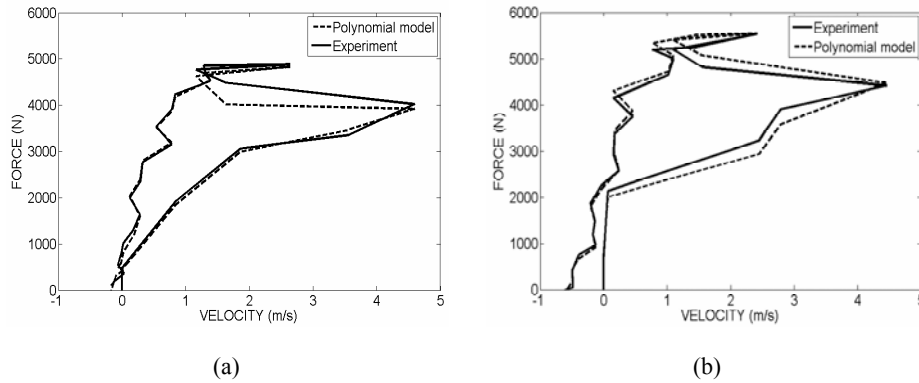 6000
5000
4000
3000
2000
1000
0
FORCE (N)
-1 0 1 2 3 4 5
VELOCITY (m/s)
Polynomial model
Experiment
(a)
6000
5000
4000
3000
2000
1000
0
FORCE (N)
-1 0 1 2 3 4 5
VELOCITY (m/s)
Experiment
Polynomial model
(b)